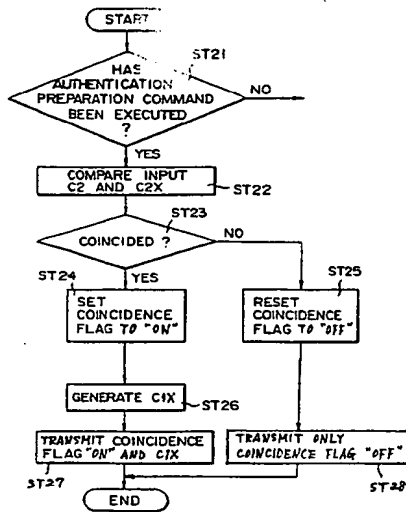 START
ST21
HAS
AUTHENTICATION
PREPARATION COMMAND
BEEN EXECUTED
?
NO
YES
COMPARE INPUT
C2 AND C2X
ST22
ST23
COINCIDED ?
NO
ST24
YES
ST25
SET
COINCIDENCE
FLAG TO "ON"
RESET
COINCIDENCE
FLAG TO "OFF"
GENERATE C1X
ST26
TRANSMIT COINCIDENCE
FLAG "ON" AND C1X
TRANSMIT ONLY
COINCIDENCE FLAG "OFF"
ST27
ST28
END